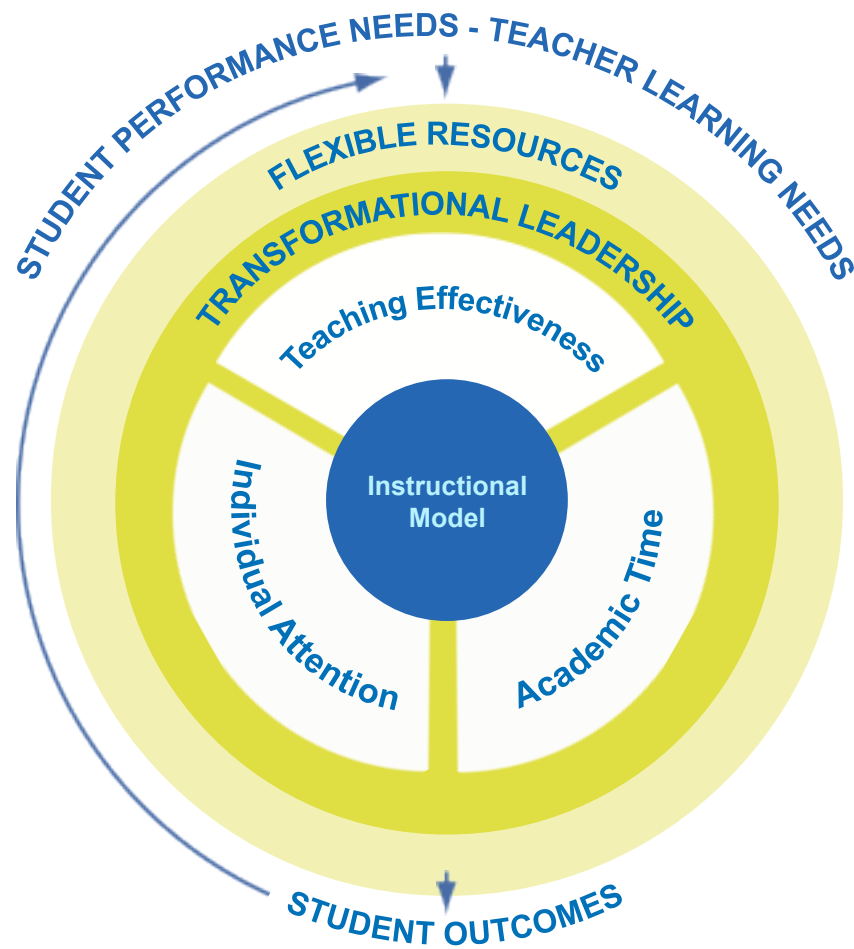 STUDENT PERFORMANCE NEEDS - TEACHER LEARNING NEEDS
FLEXIBLE RESOURCES
TRANSFORMATIONAL LEADERSHIP
Teaching Effectiveness
Instructional
Model
Individual Attention
Academic Time
STUDENT OUTCOMES